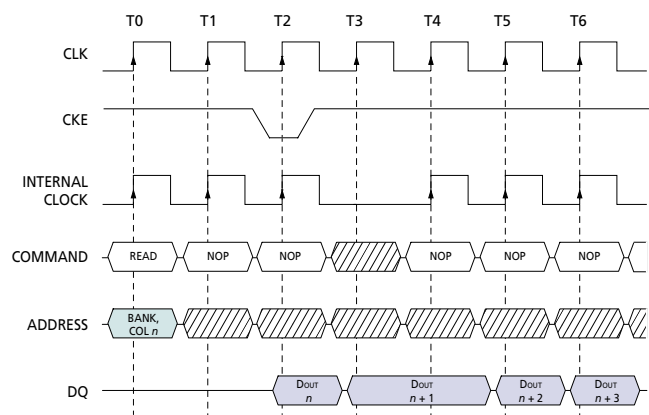 T0 T1 T2 T3 T4 T5 T6
CLK
CKE
INTERNAL
CLOCK
COMMAND READ NOP NOP NOP NOP NOP
ADDRESS BANK,
COL n
DQ DOUT DOUT DOUT DOUT
n n + 1 n + 2 n + 3